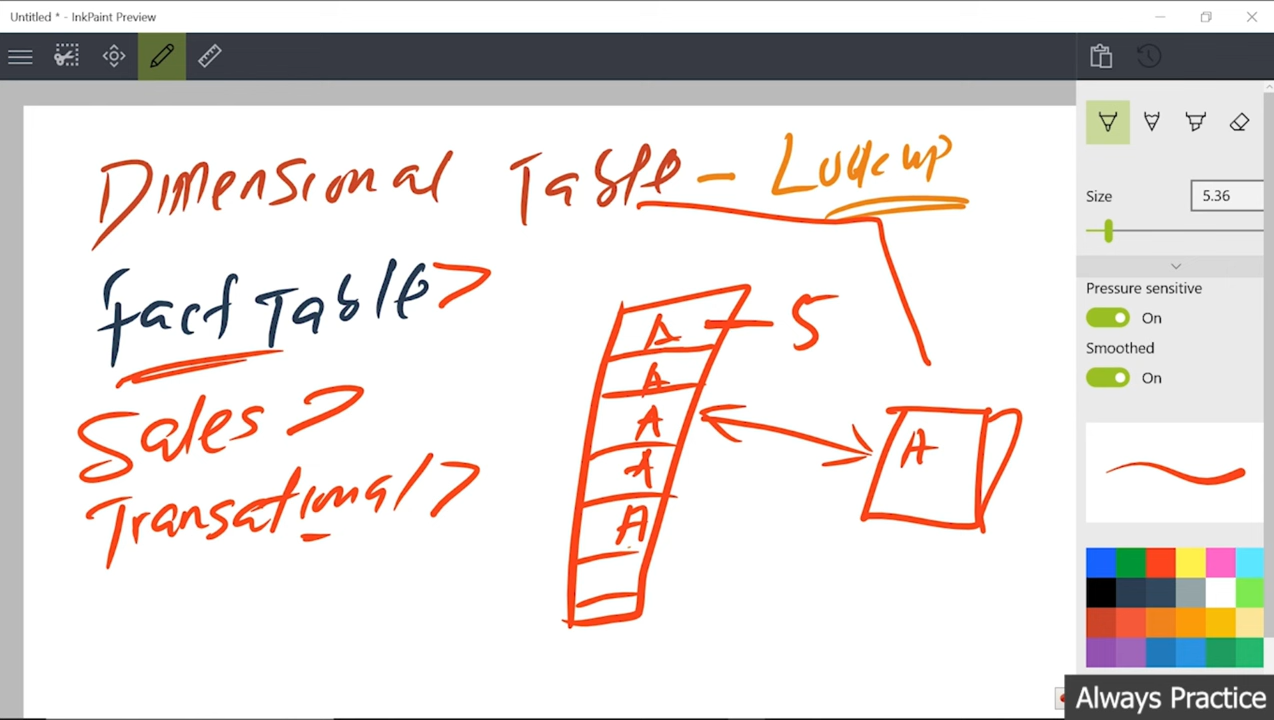 Untitled * - InkPaint Preview
Dimensional Table - Lookup
Fact Table >
Sales >
Transational >
A
A
A
A
A
5
A
Size
5.36
Pressure sensitive
On
Smoothed
On
Always Practice